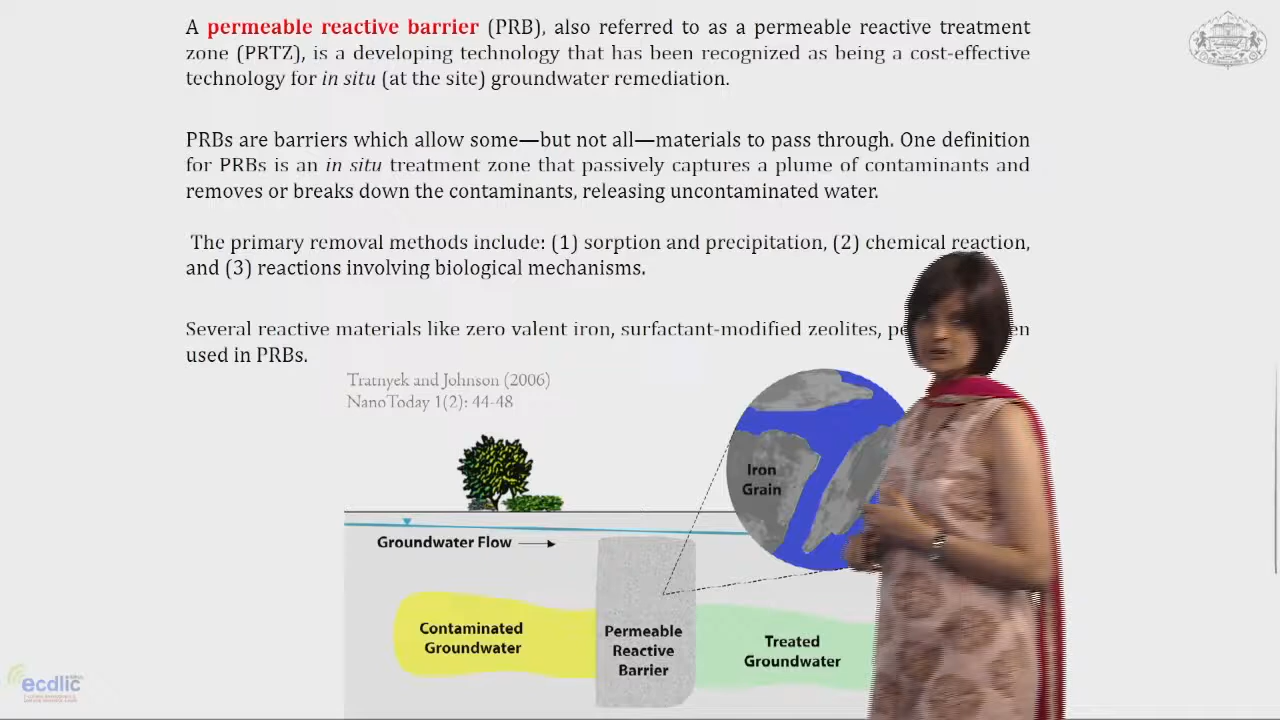 A permeable reactive barrier (PRB), also referred to as a permeable reactive treatment
zone (PRTZ), is a developing technology that has been recognized as being a cost-effective
technology for in situ (at the site) groundwater remediation.
PRBs are barriers which allow some—but not all—materials to pass through. One definition
for PRBs is an in situ treatment zone that passively captures a plume of contaminants and
removes or breaks down the contaminants, releasing uncontaminated water.
The primary removal methods include: (1) sorption and precipitation, (2) chemical reaction,
and (3) reactions involving biological mechanisms.
Several reactive materials like zero valent iron, surfactant-modified zeolites,
used in PRBs.
Tratnyek and Johnson (2006)
NanoToday 1(2): 44-48
Iron
Grain
Groundwater Flow
Contaminated
Groundwater
Permeable
Reactive
Barrier
Treated
Groundwater
ecdlic